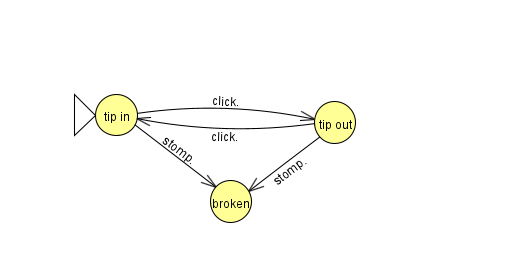 click.
tip in
tip out
click.
stomp.
stomp.
broken